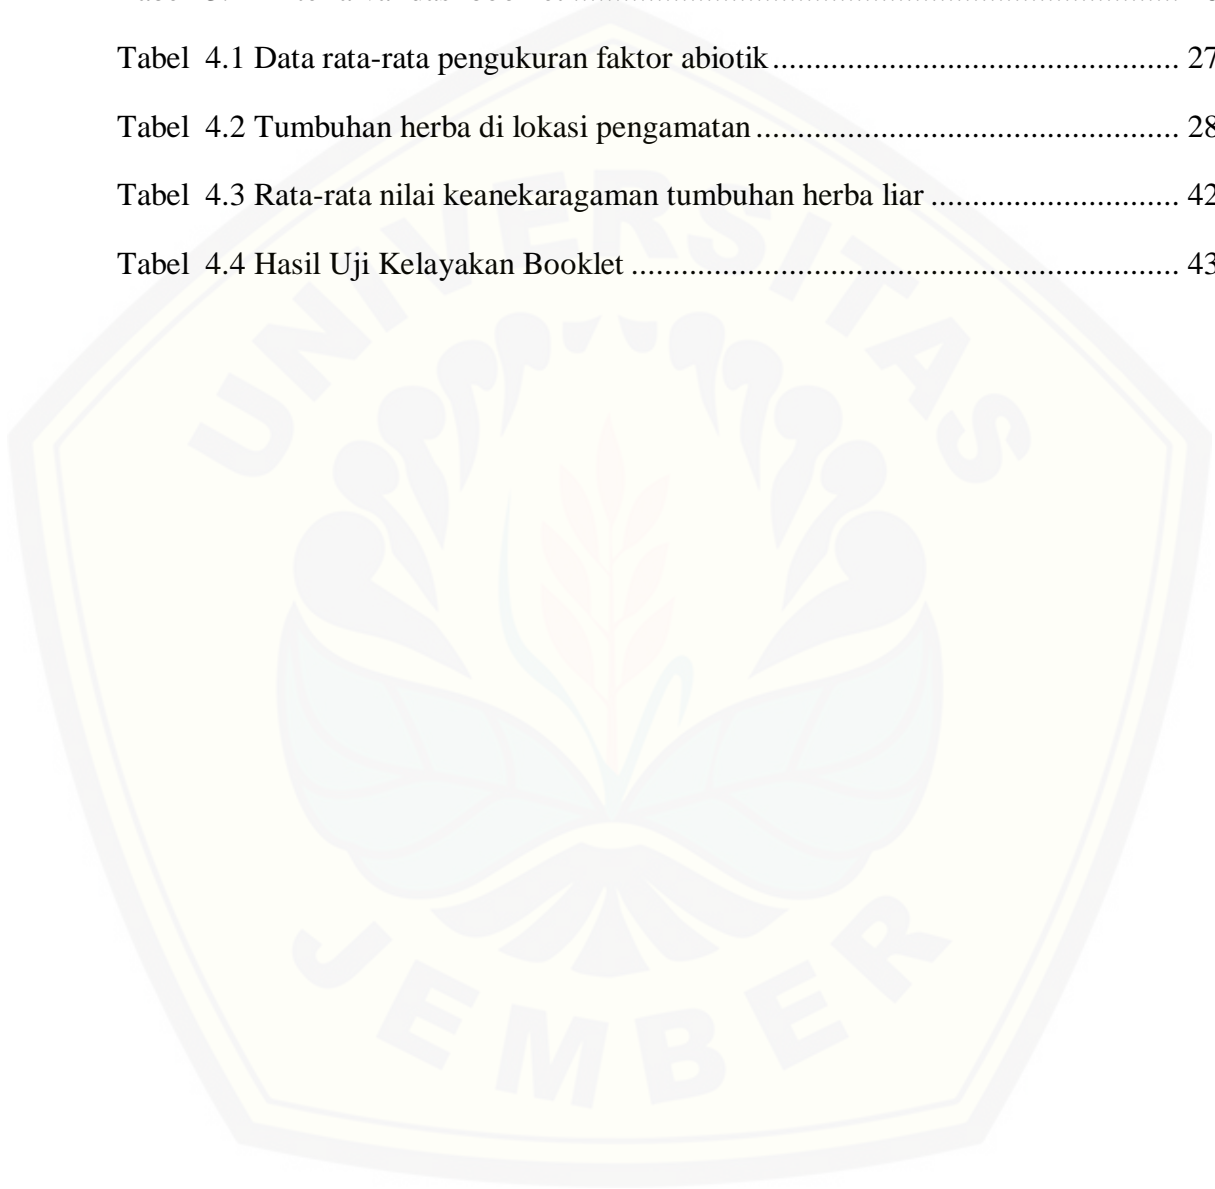 Tabel 4.1 Data rata-rata pengukuran faktor abiotik.................................................. 27
Tabel 4.2 Tumbuhan herba di lokasi pengamatan .................................................... 28
Tabel 4.3 Rata-rata nilai keanekaragaman tumbuhan herba liar .............................. 42
Tabel 4.4 Hasil Uji Kelayakan Booklet .................................................................... 43
UNIVERSITAS
JEMBER